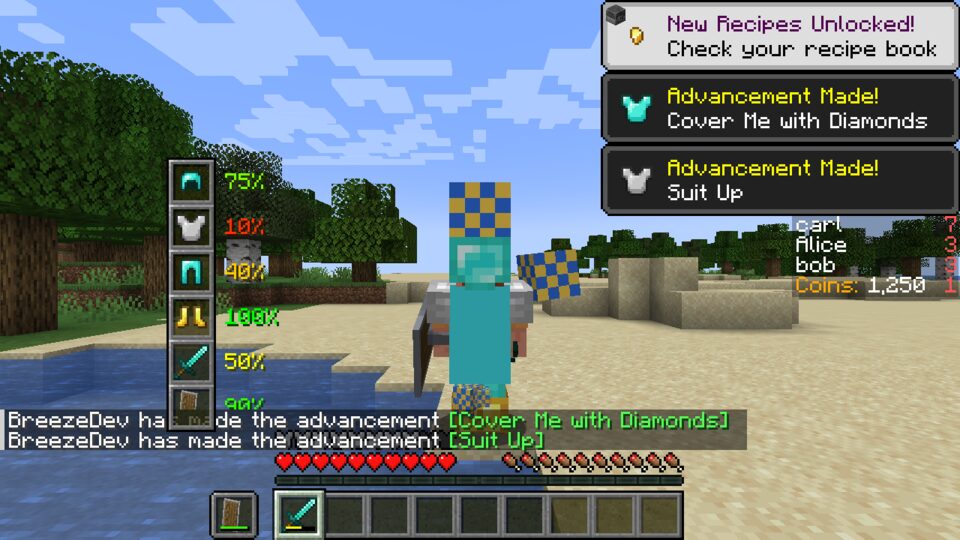 New Recipes Unlocked!
Check your recipe book
Advancement Made!
Cover Me with Diamonds
Advancement Made!
Suit Up
75%
10%
40%
100%
50%
90%
carl 7
Alice 3
bob
Coins: 1,250 1
BreezeDev has made the advancement [Cover Me with Diamonds]
BreezeDev has made the advancement [Suit Up]